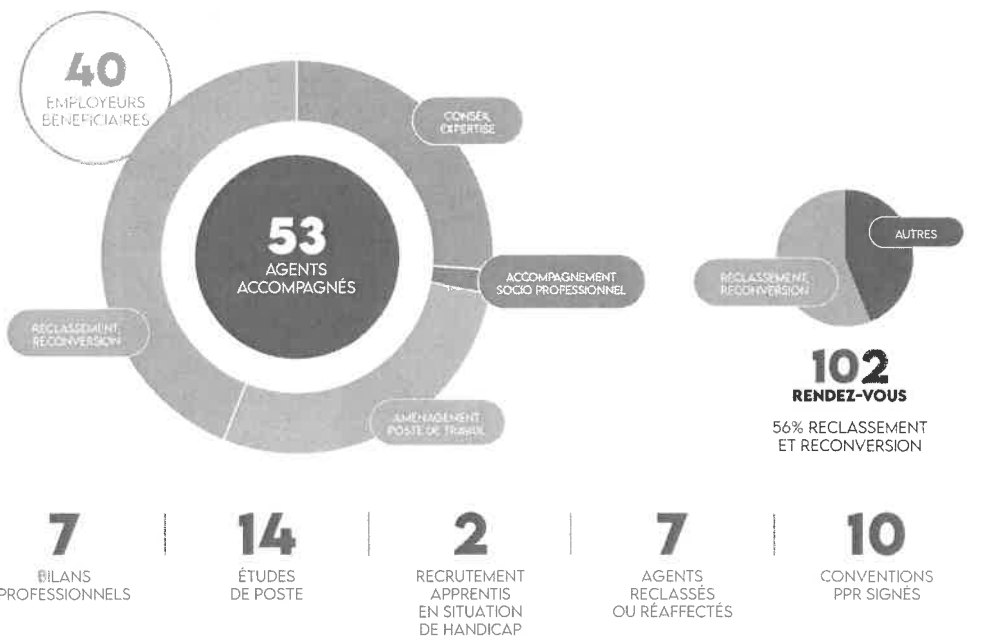 40
EMPLOYEURS
BENEFICIAIRES
CONSEIL,
EXPERTISE
53
AGENTS
ACCOMPAGNÉS
ACCOMPAGNEMENT
SOCIO PROFESSIONNEL
RECLASSEMENT,
RECONVERSION
AMENAGEMENT
POSTE DE TRAVAIL
AUTRES
RECLASSEMENT,
RECONVERSION
102
RENDEZ-VOUS
56% RECLASSEMENT
ET RECONVERSION
7
BILANS
PROFESSIONNELS
14
ÉTUDES
DE POSTE
2
RECRUTEMENT
APPRENTIS
EN SITUATION
DE HANDICAP
7
AGENTS
RECLASSÉS
OU RÉAFFECTÉS
10
CONVENTIONS
PPR SIGNÉS